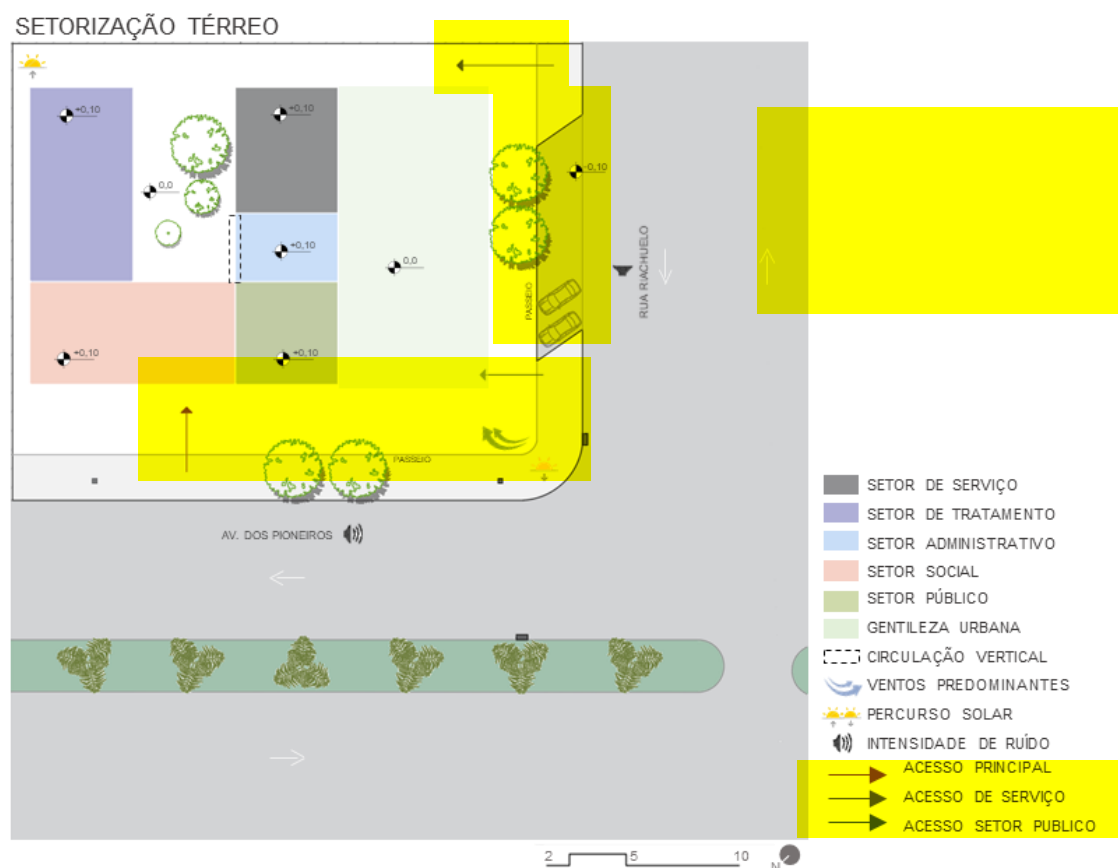 SETORIZAÇÃO TÉRREO
+0,10
+0,10
0,0
-0,10
+0,10
0,0
RUA RIACHUELO
PASSEIO
+0,10
+0,10
PASSEIO
AV. DOS PIONEIROS
SETOR DE SERVIÇO
SETOR DE TRATAMENTO
SETOR ADMINISTRATIVO
SETOR SOCIAL
SETOR PÚBLICO
GENTILEZA URBANA
CIRCULAÇÃO VERTICAL
VENTOS PREDOMINANTES
PERCURSO SOLAR
INTENSIDADE DE RUÍDO
ACESSO PRINCIPAL
ACESSO DE SERVIÇO
ACESSO SETOR PUBLICO
2 5 10 N